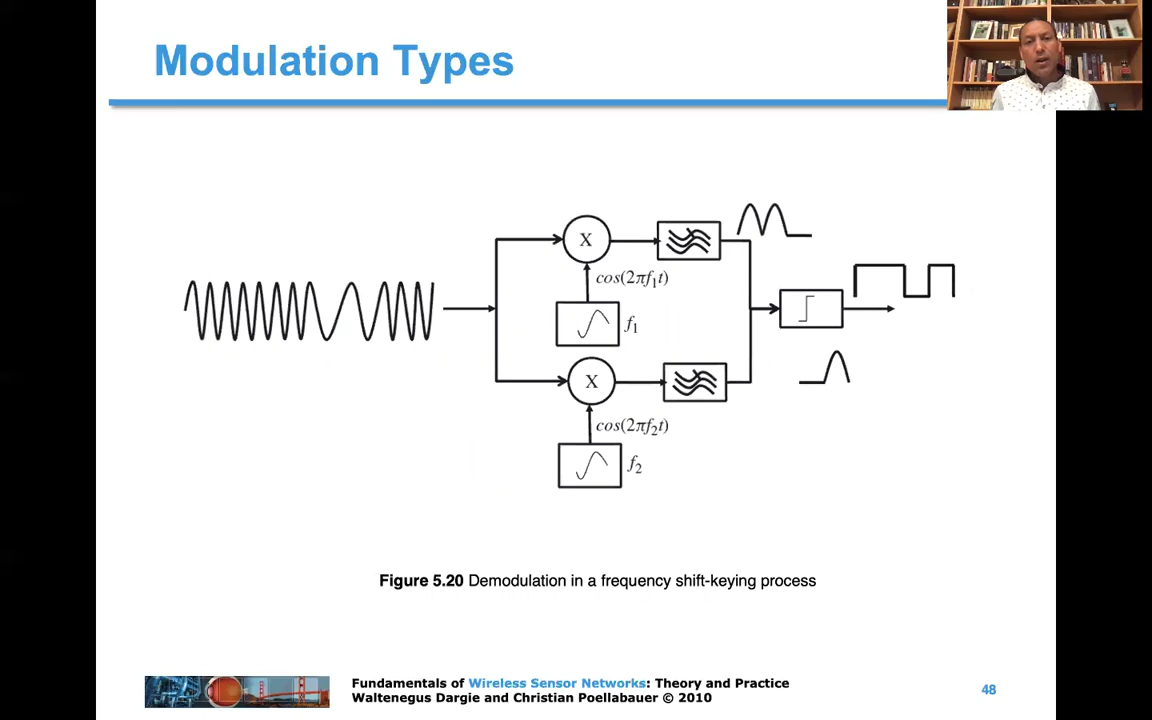 Modulation Types
X
cos(2πf₁t)
f₁
X
cos(2πf₂t)
f₂
Figure 5.20 Demodulation in a frequency shift-keying process
Fundamentals of Wireless Sensor Networks: Theory and Practice
Waltenegus Dargie and Christian Poellabauer © 2010
48